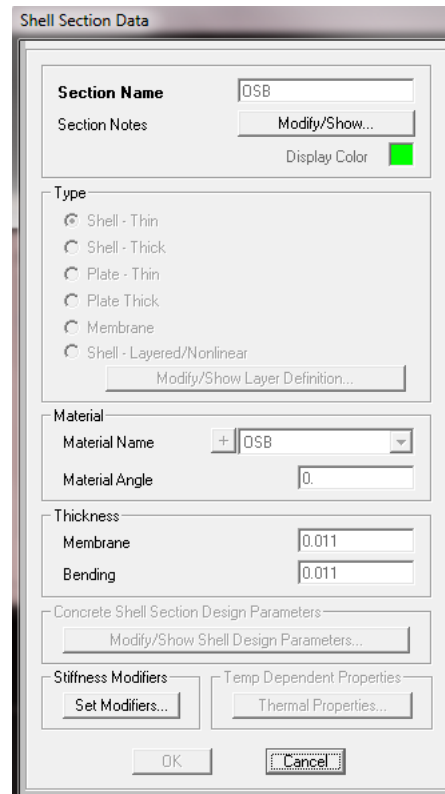 Shell Section Data
Section Name OSB
Section Notes Modify/Show...
Display Color
Type
Shell - Thin
Shell - Thick
Plate - Thin
Plate Thick
Membrane
Shell - Layered/Nonlinear
Modify/Show Layer Definition...
Material
Material Name + OSB
Material Angle 0.
Thickness
Membrane 0.011
Bending 0.011
Concrete Shell Section Design Parameters
Modify/Show Shell Design Parameters...
Stiffness Modifiers Temp Dependent Properties
Set Modifiers... Thermal Properties...
OK Cancel